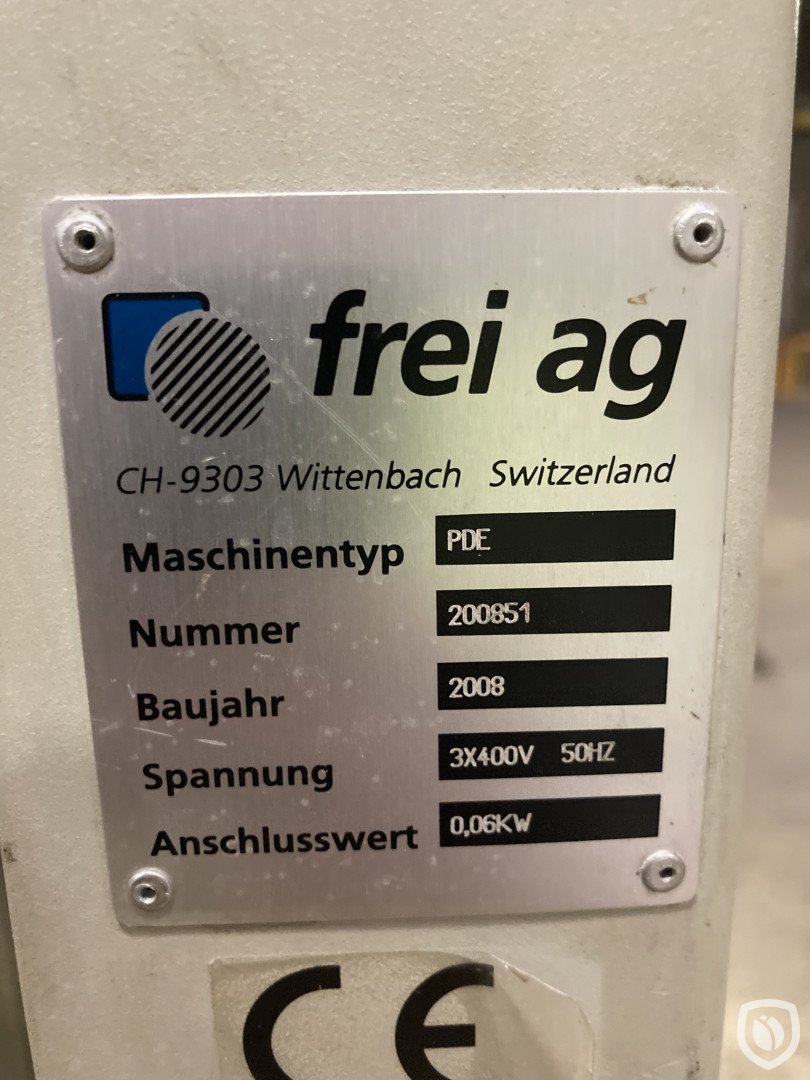 frei ag
CH-9303 Wittenbach Switzerland
Maschinentyp PDE
Nummer 200851
Baujahr 2008
Spannung 3X400V 50HZ
Anschlusswert 0,06KW
CE